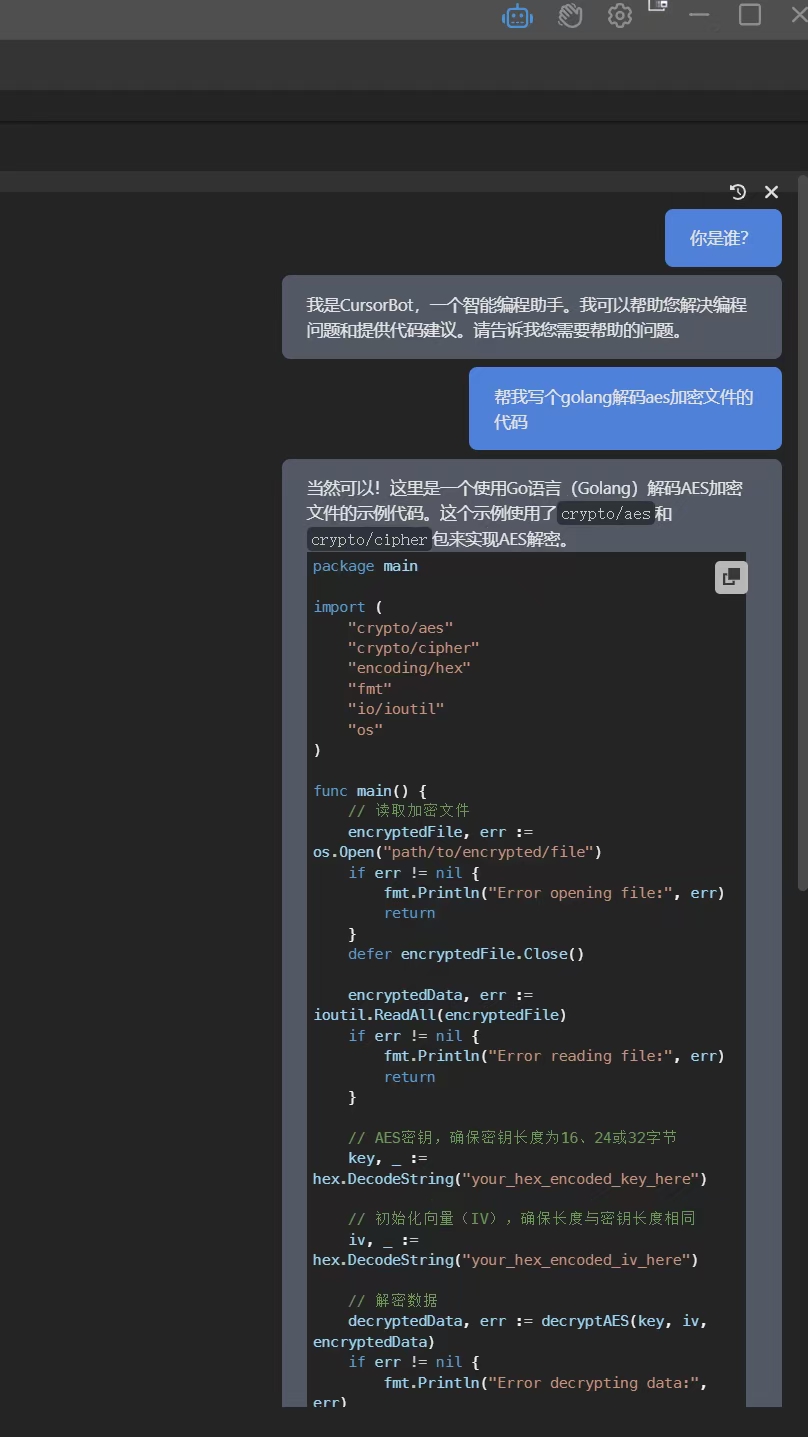 你是谁？
我是CursorBot，一个智能编程助手。我可以帮助您解决编程
问题和提供代码建议。请告诉我您需要帮助的问题。
帮我写个golang解码aes加密文件的
代码
当然可以！这里是一个使用Go语言（Golang）解码AES加密
文件的示例代码。这个示例使用了crypto/aes和
crypto/cipher包来实现AES解密。
package main
import (
"crypto/aes"
"crypto/cipher"
"encoding/hex"
"fmt"
"io/ioutil"
"os"
)
func main() {
// 读取加密文件
encryptedFile, err :=
os.Open("path/to/encrypted/file")
if err != nil {
fmt.Println("Error opening file:", err)
return
}
defer encryptedFile.Close()
encryptedData, err :=
ioutil.ReadAll(encryptedFile)
if err != nil {
fmt.Println("Error reading file:", err)
return
}
// AES密钥，确保密钥长度为16、24或32字节
key, _ :=
hex.DecodeString("your_hex_encoded_key_here")
// 初始化向量（IV），确保长度与密钥长度相同
iv, _ :=
hex.DecodeString("your_hex_encoded_iv_here")
// 解密数据
decryptedData, err := decryptAES(key, iv,
encryptedData)
if err != nil {
fmt.Println("Error decrypting data:",
err)